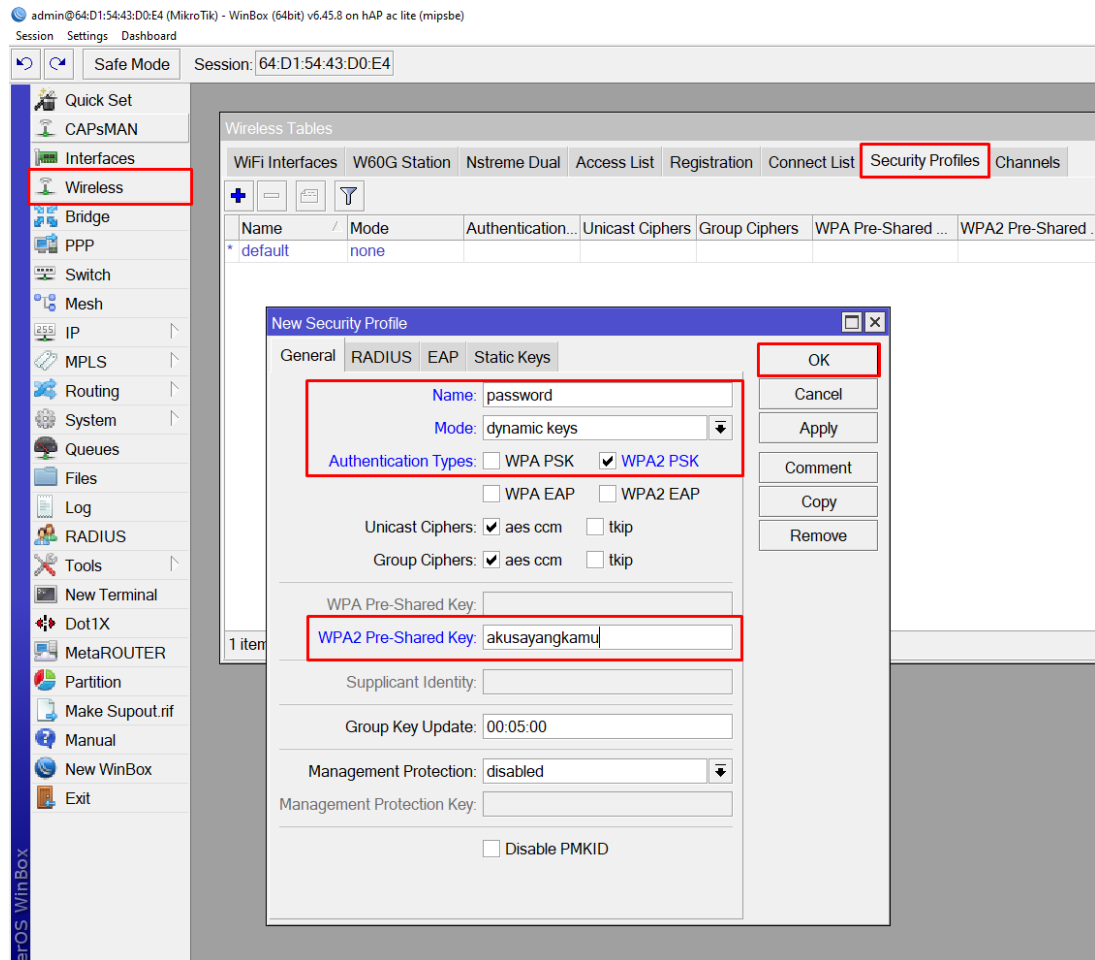 admin@64:D1:54:43:D0:E4 (MikroTik) - WinBox (64bit) v6.45.8 on hAP ac lite (mipsbe)
Session Settings Dashboard
Safe Mode Session: 64:D1:54:43:D0:E4
Quick Set
CAPsMAN
Interfaces
Wireless
Bridge
PPP
Switch
Mesh
255 IP
MPLS
Routing
System
Queues
Files
Log
RADIUS
Tools
New Terminal
Dot1X
MetaROUTER
Partition
Make Supout.rif
Manual
New WinBox
Exit
erOS WinBox
Wireless Tables
WiFi Interfaces W60G Station Nstreme Dual Access List Registration Connect List Security Profiles Channels
Name Mode Authentication... Unicast Ciphers Group Ciphers WPA Pre-Shared ... WPA2 Pre-Shared ...
* default none
1 item
New Security Profile
General RADIUS EAP Static Keys
Name: password
Mode: dynamic keys
Authentication Types: WPA PSK WPA2 PSK
WPA EAP WPA2 EAP
Unicast Ciphers: aes ccm tkip
Group Ciphers: aes ccm tkip
WPA Pre-Shared Key:
WPA2 Pre-Shared Key: akusayangkamu
Supplicant Identity:
Group Key Update: 00:05:00
Management Protection: disabled
Management Protection Key:
Disable PMKID
OK
Cancel
Apply
Comment
Copy
Remove